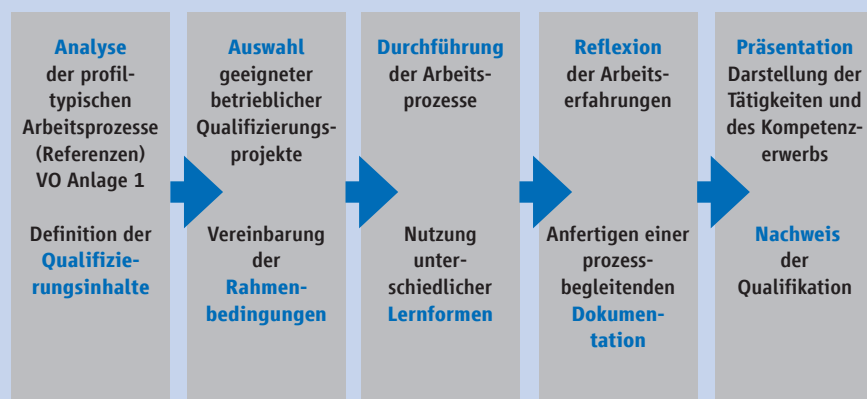 Analyse
der profil-
typischen
Arbeitsprozesse
(Referenzen)
VO Anlage 1
Definition der
Qualifizie-
rungsinhalte
Auswahl
geeigneter
betrieblicher
Qualifizierungs-
projekte
Vereinbarung
der
Rahmen-
bedingungen
Durchführung
der Arbeits-
prozesse
Nutzung
unter-
schiedlicher
Lernformen
Reflexion
der Arbeits-
erfahrungen
Anfertigen einer
prozess-
begleitenden
Dokumen-
tation
Präsentation
Darstellung der
Tätigkeiten und
des Kompetenz-
erwerbs
Nachweis
der
Qualifikation